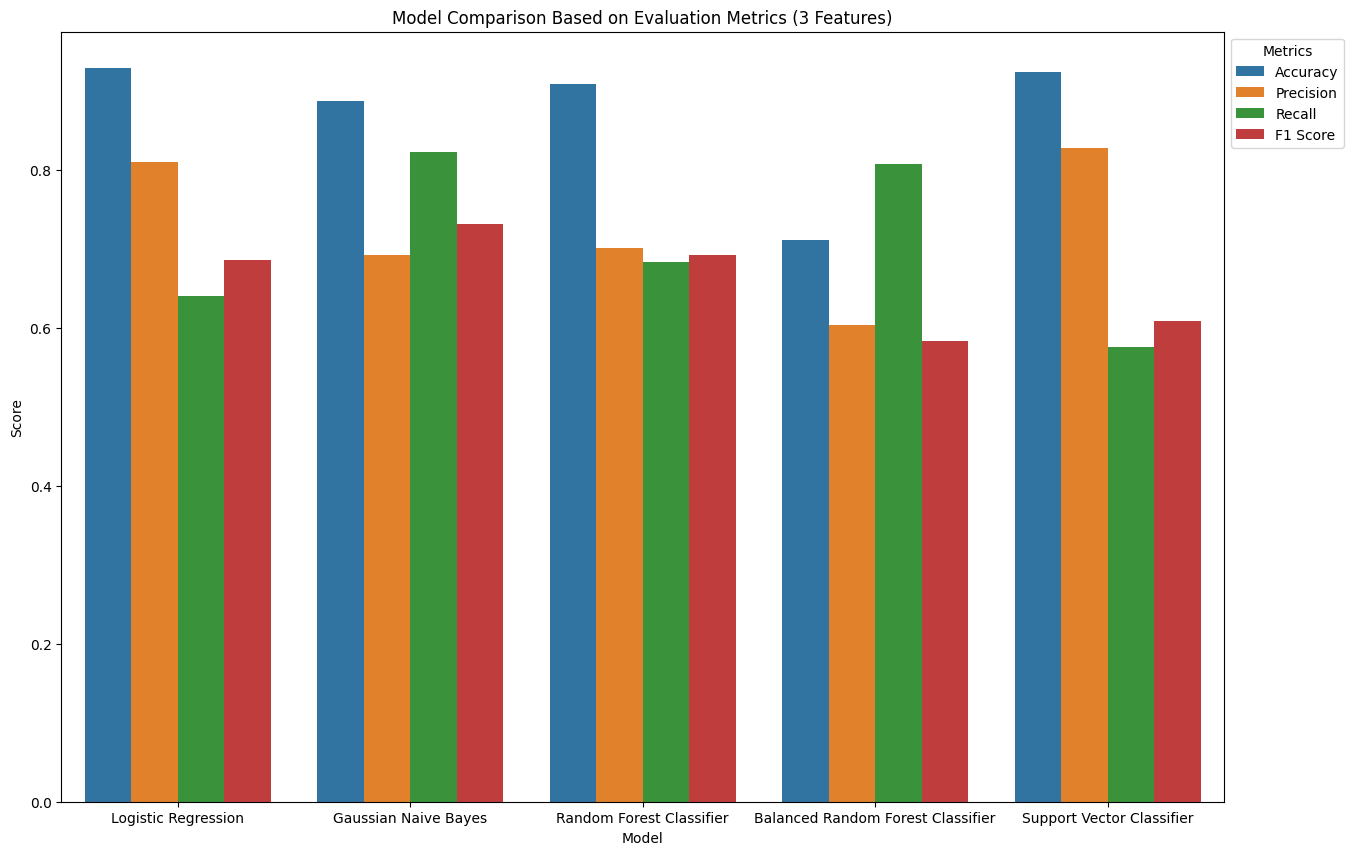 Model Comparison Based on Evaluation Metrics (3 Features)
Metrics
Accuracy
Precision
Recall
F1 Score
Score
0.8
0.6
0.4
0.2
0.0
Logistic Regression
Gaussian Naive Bayes
Random Forest Classifier
Balanced Random Forest Classifier
Support Vector Classifier
Model